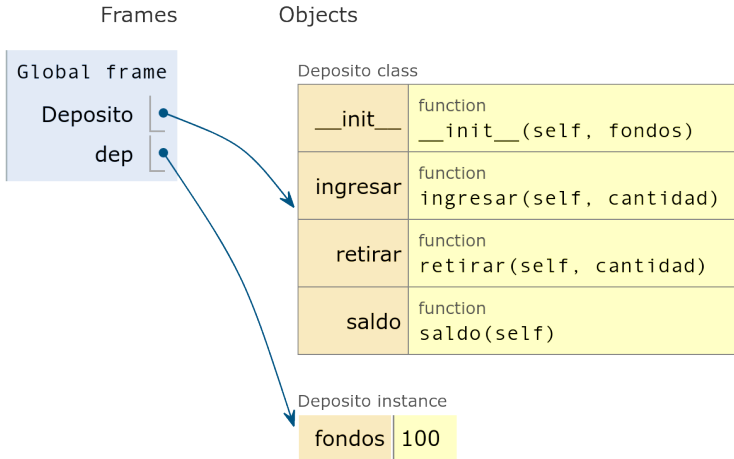 Frames Objects
Global frame
Deposito
dep
Deposito class
__init__ function
__init__(self, fondos)
ingresar function
ingresar(self, cantidad)
retirar function
retirar(self, cantidad)
saldo function
saldo(self)
Deposito instance
fondos 100